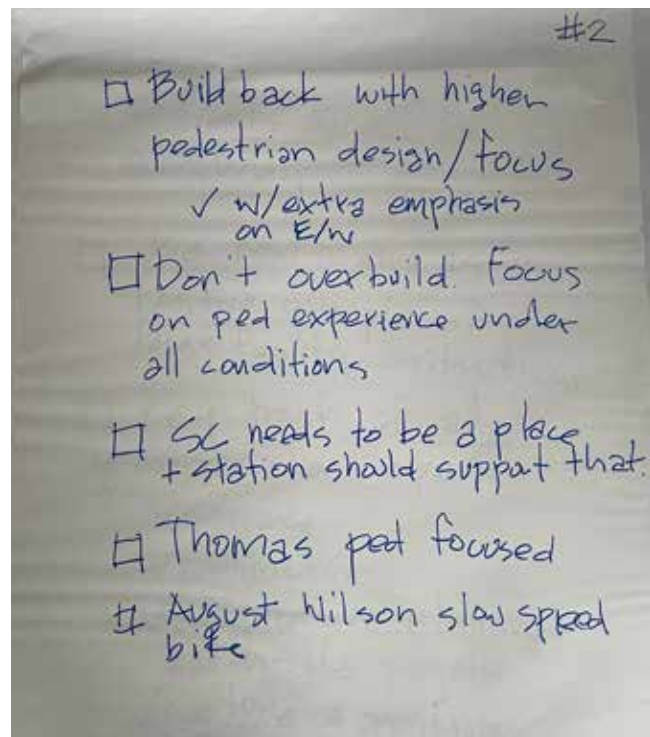 #2
□ Build back with higher
pedestrian design/focus
✓ w/extra emphasis
on E/W
□ Don't overbuild. Focus
on ped experience under
all conditions
□ SC needs to be a place
+ station should support that.
□ Thomas ped focused
□ August Wilson slow speed
bike